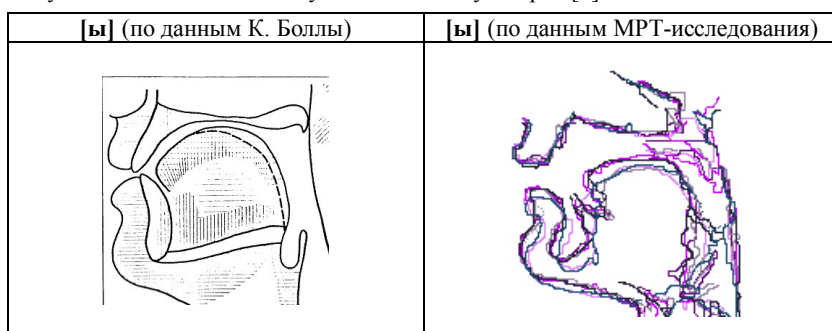 [ы] (по данным К. Боллы)
[ы] (по данным МРТ-исследования)